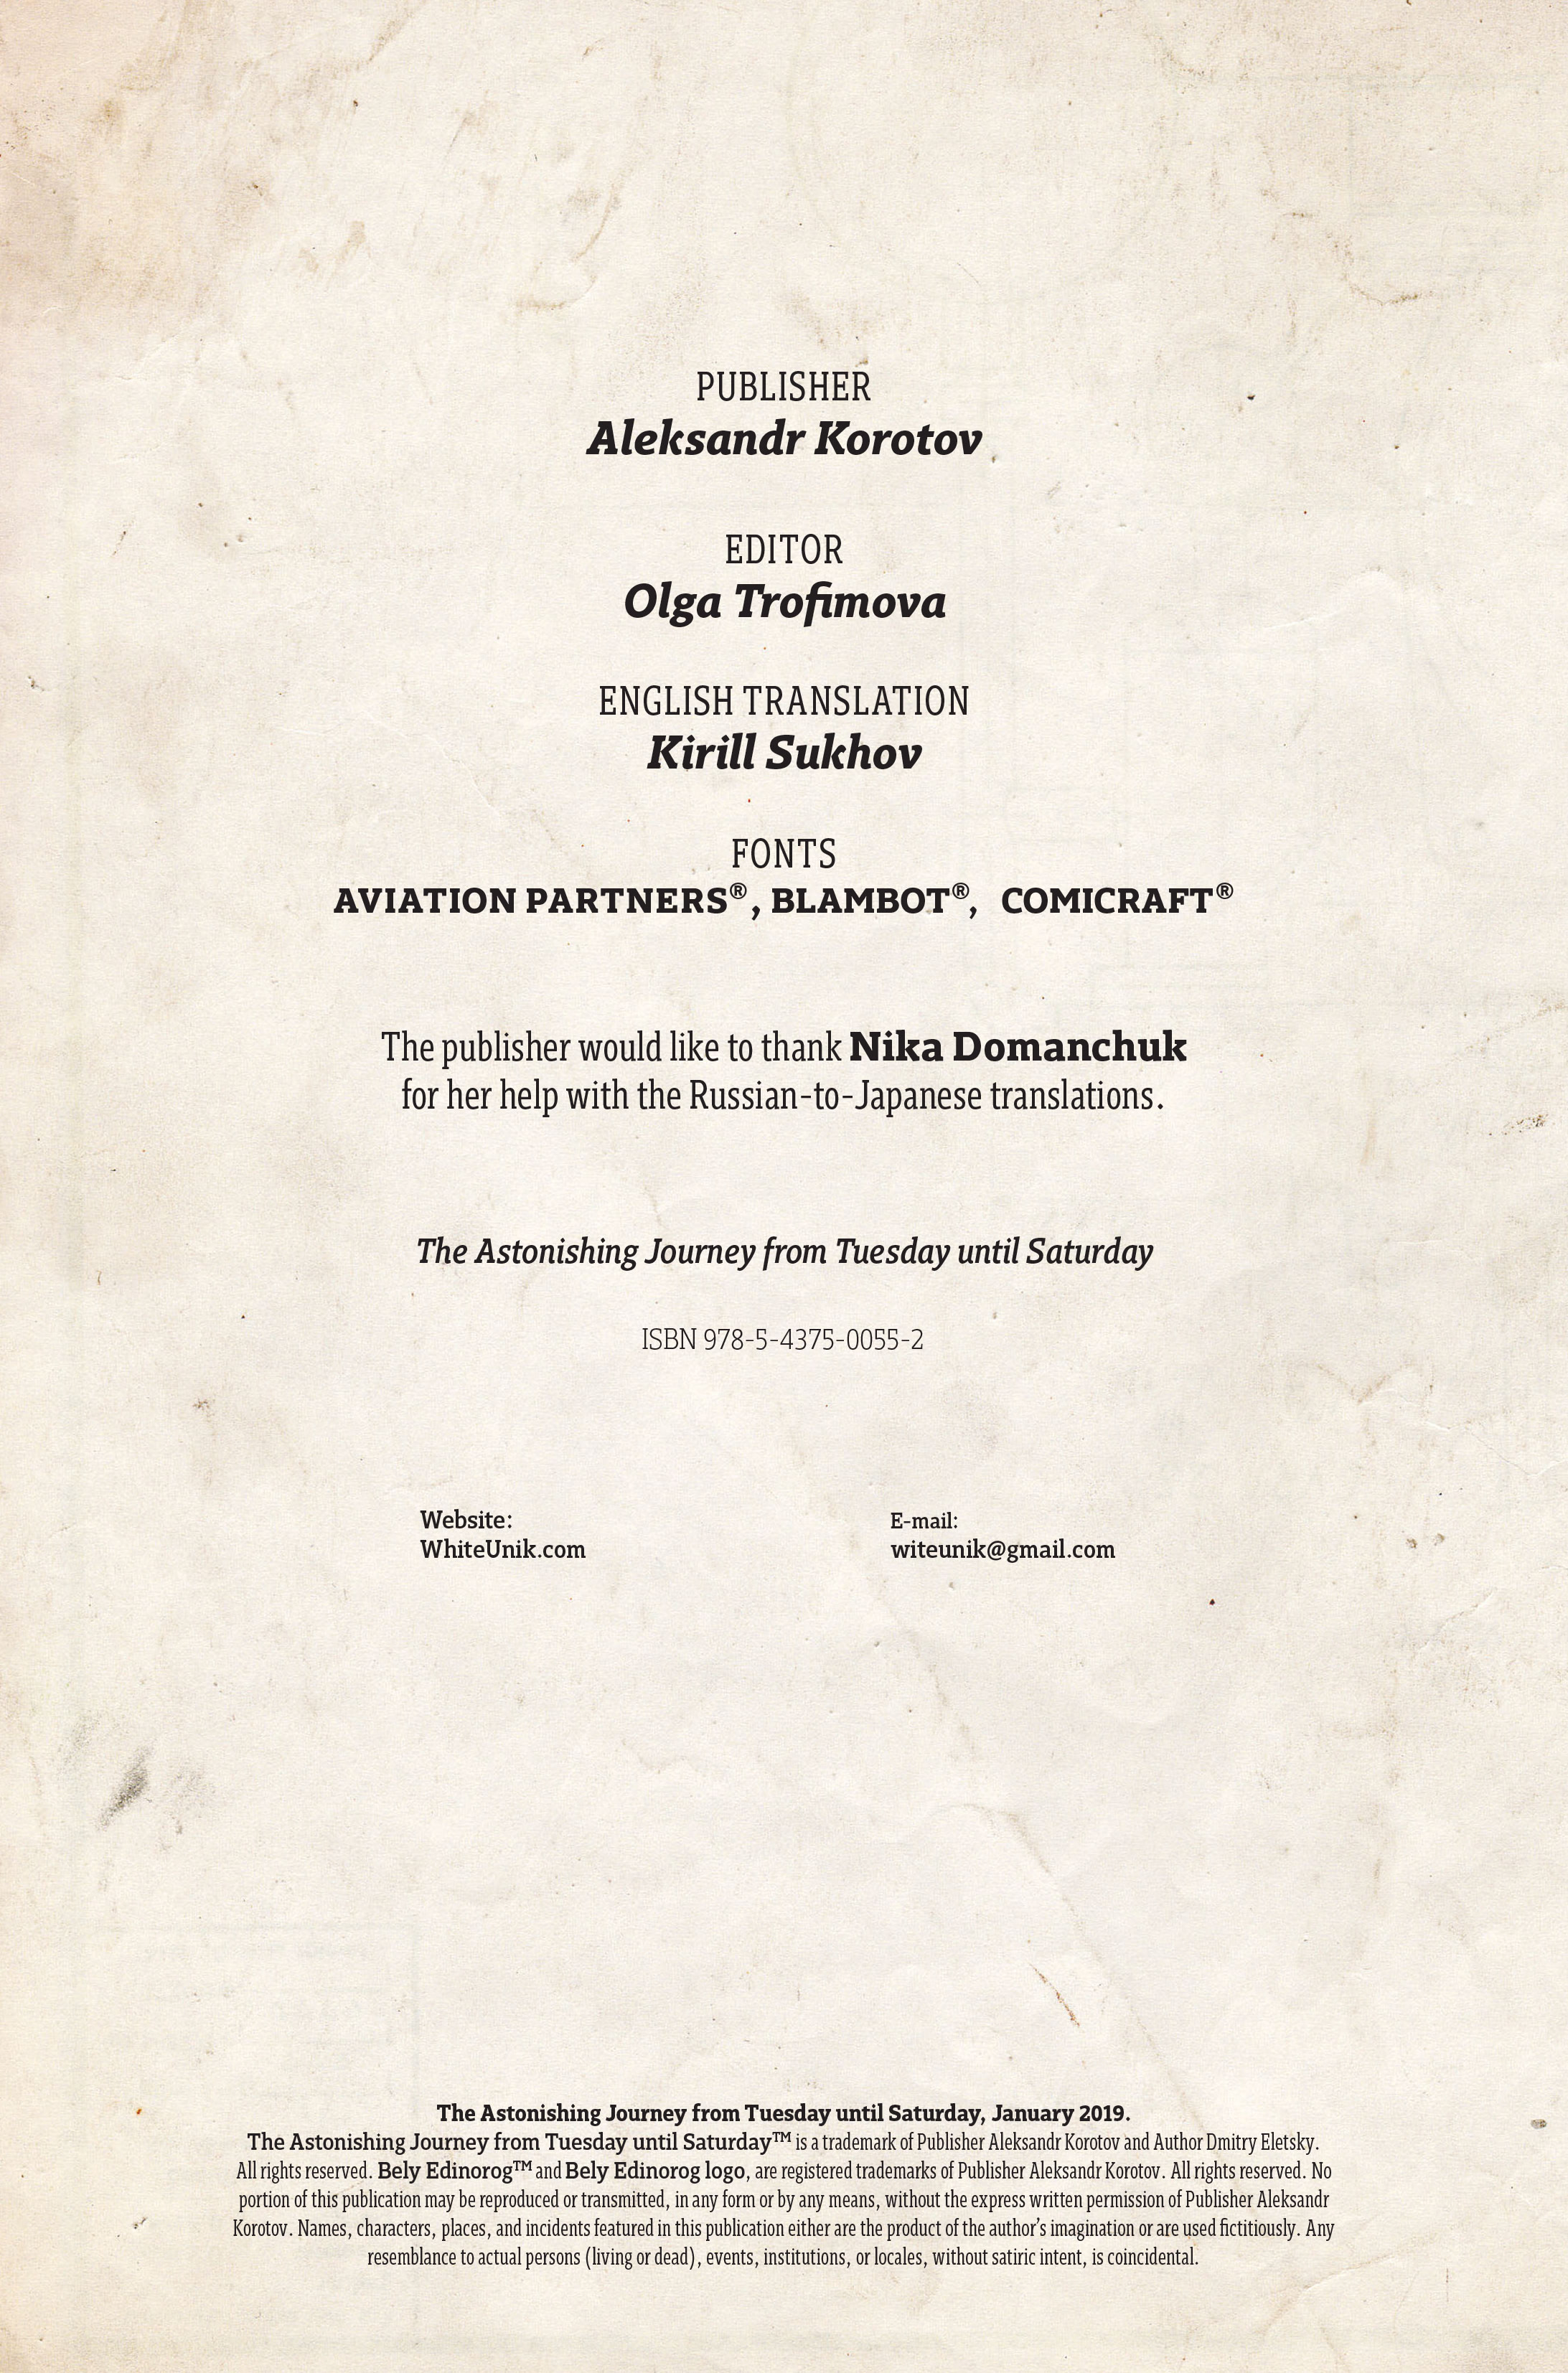 PUBLISHER
Aleksandr Korotov
EDITOR
Olga Trofimova
ENGLISH TRANSLATION
Kirill Sukhov
FONTS
AVIATION PARTNERS®, BLAMBOT®, COMICRAFT®
The publisher would like to thank Nika Domanchuk
for her help with the Russian-to-Japanese translations.
The Astonishing Journey from Tuesday until Saturday
ISBN 978-5-4375-0055-2
Website:
WhiteUnik.com
E-mail:
witeunik@gmail.com
The Astonishing Journey from Tuesday until Saturday, January 2019.
The Astonishing Journey from Tuesday until Saturday™ is a trademark of Publisher Aleksandr Korotov and Author Dmitry Eletsky.
All rights reserved. Bely Edinorog™ and Bely Edinorog logo, are registered trademarks of Publisher Aleksandr Korotov. All rights reserved. No
portion of this publication may be reproduced or transmitted, in any form or by any means, without the express written permission of Publisher Aleksandr
Korotov. Names, characters, places, and incidents featured in this publication either are the product of the author’s imagination or are used fictitiously. Any
resemblance to actual persons (living or dead), events, institutions, or locales, without satiric intent, is coincidental.